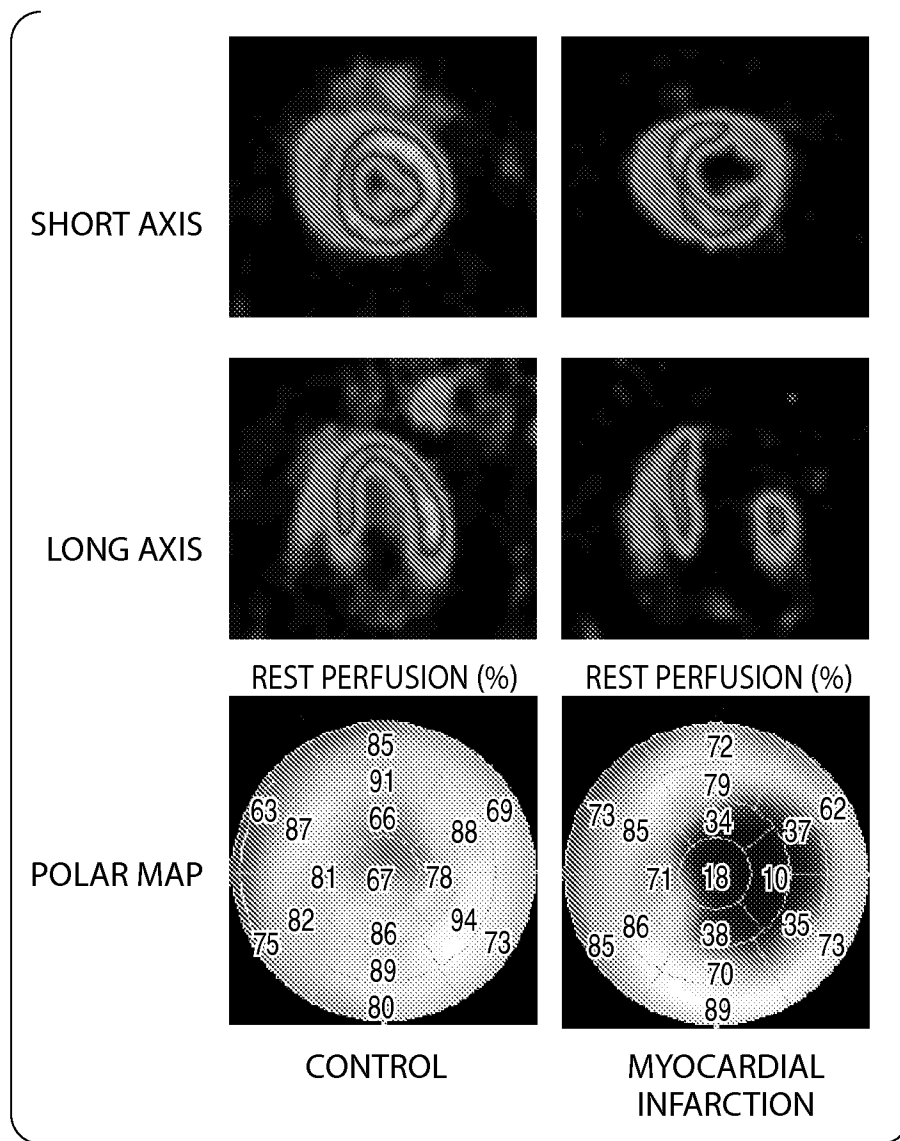 SHORT AXIS
LONG AXIS
REST PERFUSION (%) REST PERFUSION (%)
POLAR MAP
85
91
63 66 69
87 88
81 67 78
82 86 94
75 89 73
80
72
79
73 34 37 62
85
71 18 10
86 38 35
85 70 73
89
CONTROL
MYOCARDIAL
INFARCTION